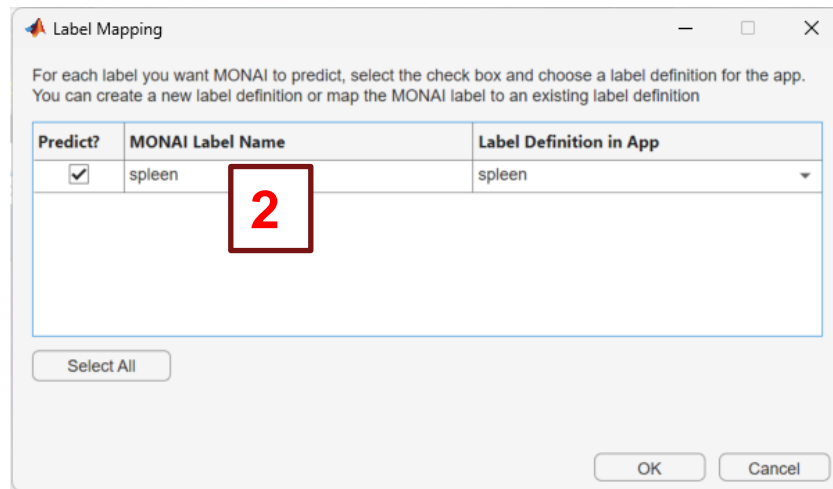 Label Mapping
For each label you want MONAI to predict, select the check box and choose a label definition for the app.
You can create a new label definition or map the MONAI label to an existing label definition
Predict? MONAI Label Name Label Definition in App
spleen spleen
2
Select All
OK Cancel